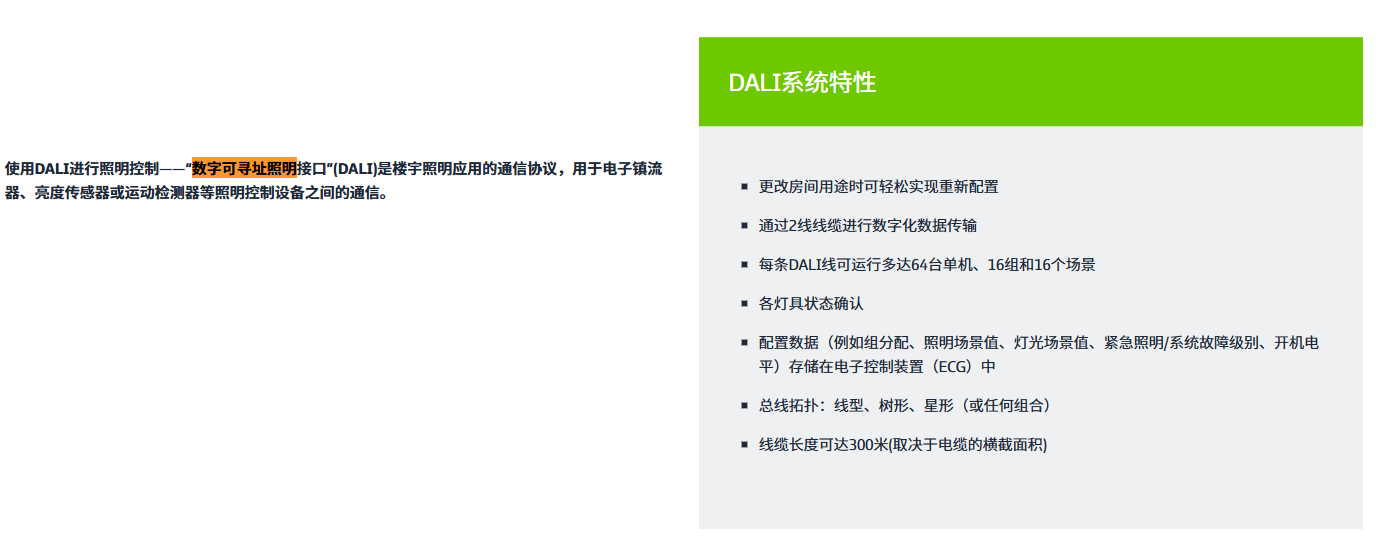 使用DALI进行照明控制——“数字可寻址照明接口”(DALI)是楼宇照明应用的通信协议，用于电子镇流
器、亮度传感器或运动检测器等照明控制设备之间的通信。
DALI系统特性
更改房间用途时可轻松实现重新配置
通过2线线缆进行数字化数据传输
每条DALI线可运行多达64台单机、16组和16个场景
各灯具状态确认
配置数据（例如组分配、照明场景值、灯光场景值、紧急照明/系统故障级别、开机电
平）存储在电子控制装置（ECG）中
总线拓扑：线型、树形、星形（或任何组合）
线缆长度可达300米(取决于电缆的横截面积)